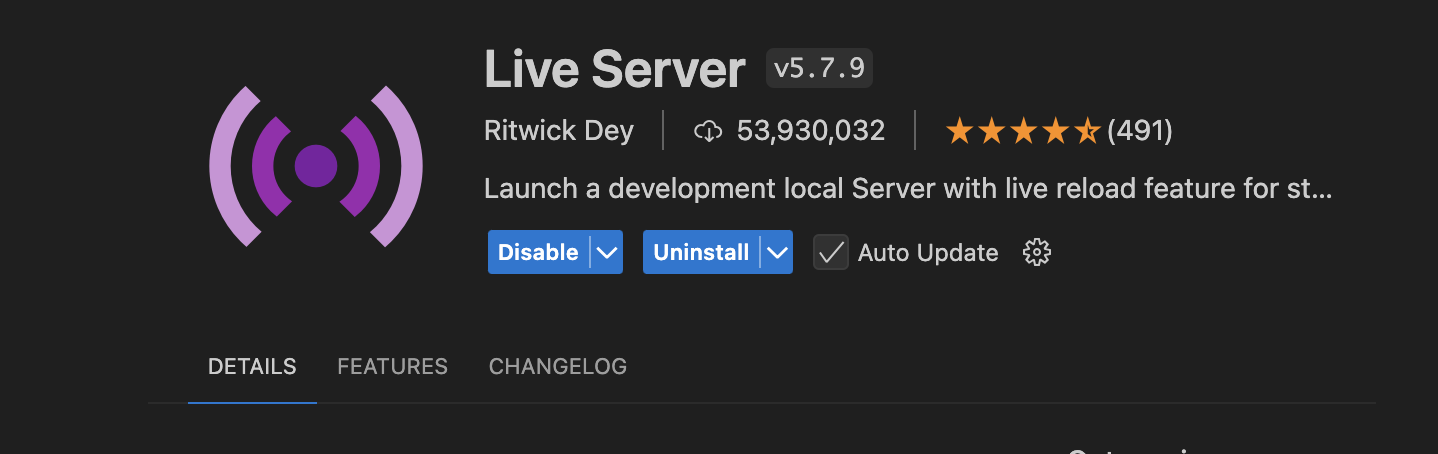 Live Server v5.7.9
Ritwick Dey 53,930,032 (491)
Launch a development local Server with live reload feature for st...
Disable Uninstall Auto Update
DETAILS FEATURES CHANGELOG